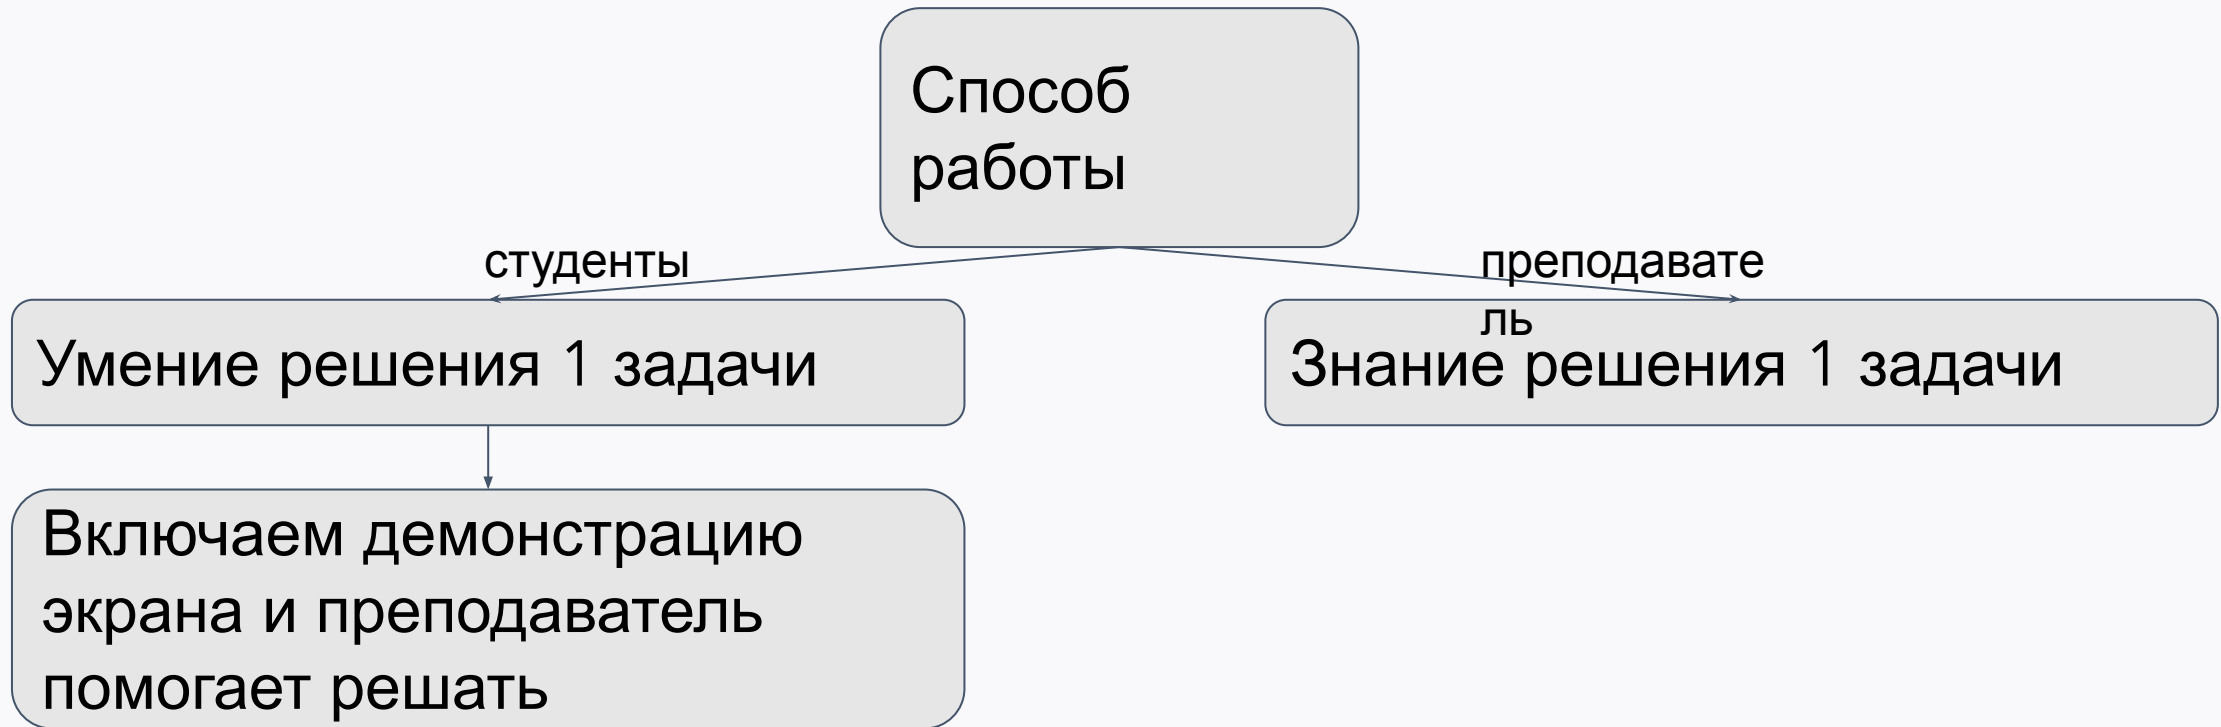 Способ
работы
студенты
преподавате
ль
Умение решения 1 задачи
Знание решения 1 задачи
Включаем демонстрацию
экрана и преподаватель
помогает решать